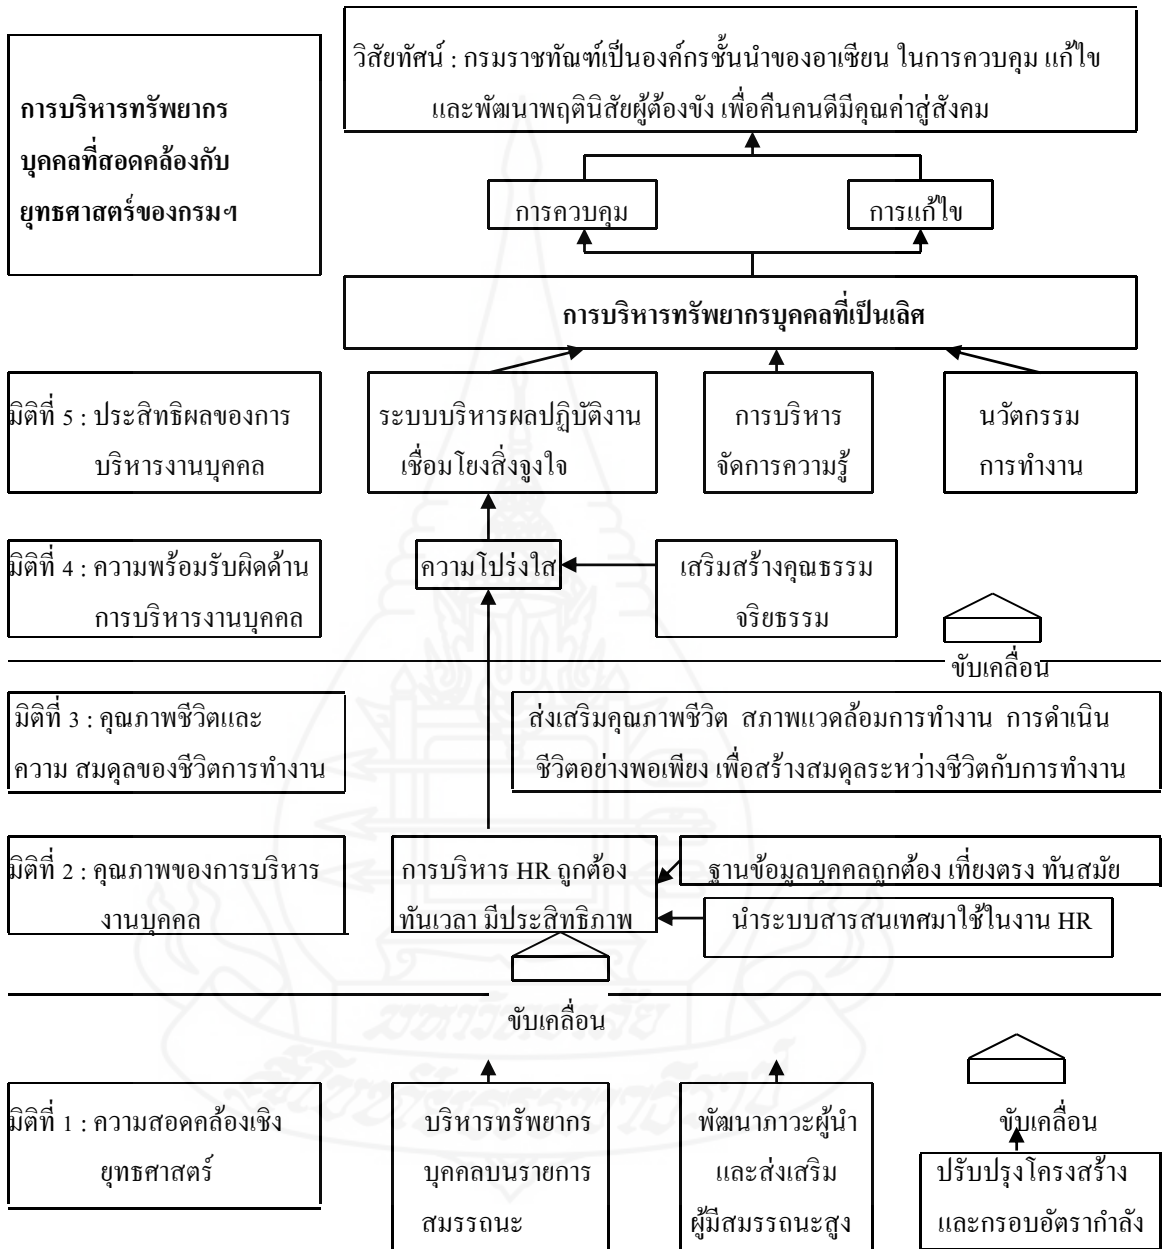 วิสัยทัศน์ : กรมราชทัณฑ์เป็นองค์กรชั้นนำของอาเซียน ในการควบคุม แก้ไข
และพัฒนาพฤตินิสัยผู้ต้องขัง เพื่อคืนคนดีมีคุณค่าสู่สังคม
การบริหารทรัพยากร
บุคคลที่สอดคล้องกับ
ยุทธศาสตร์ของกรมฯ
การควบคุม
การแก้ไข
การบริหารทรัพยากรบุคคลที่เป็นเลิศ
มิติที่ 5 : ประสิทธิผลของการ
บริหารงานบุคคล
ระบบบริหารผลปฏิบัติงาน
เชื่อมโยงสิ่งจูงใจ
การบริหาร
จัดการความรู้
นวัตกรรม
การทำงาน
มิติที่ 4 : ความพร้อมรับผิดด้าน
การบริหารงานบุคคล
ความโปร่งใส
เสริมสร้างคุณธรรม
จริยธรรม
ขับเคลื่อน
มิติที่ 3 : คุณภาพชีวิตและ
ความ สมดุลของชีวิตการทำงาน
ส่งเสริมคุณภาพชีวิต สภาพแวดล้อมการทำงาน การดำเนิน
ชีวิตอย่างพอเพียง เพื่อสร้างสมดุลระหว่างชีวิตกับการทำงาน
มิติที่ 2 : คุณภาพของการบริหาร
งานบุคคล
การบริหาร HR ถูกต้อง
ทันเวลา มีประสิทธิภาพ
ฐานข้อมูลบุคคลถูกต้อง เที่ยงตรง ทันสมัย
นำระบบสารสนเทศมาใช้ในงาน HR
ขับเคลื่อน
มิติที่ 1 : ความสอดคล้องเชิง
ยุทธศาสตร์
บริหารทรัพยากร
บุคคลบนรายการ
สมรรถนะ
พัฒนาภาวะผู้นำ
และส่งเสริม
ผู้มีสมรรถนะสูง
ขับเคลื่อน
ปรับปรุงโครงสร้าง
และกรอบอัตรากำลัง